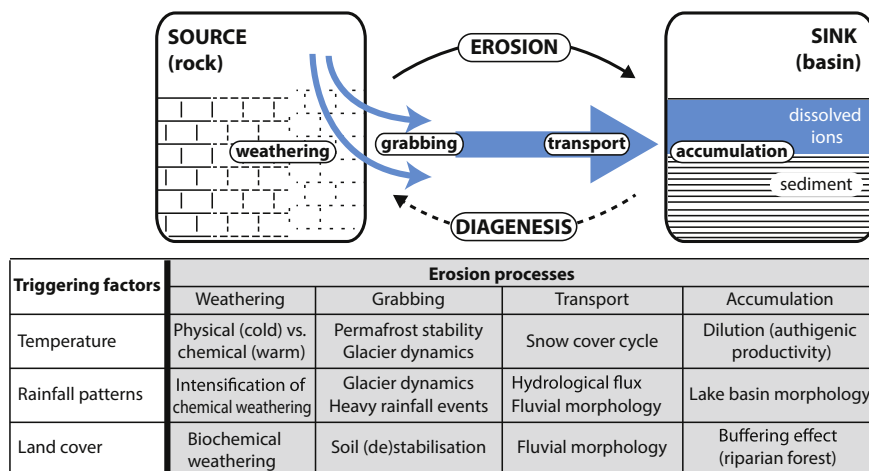 SOURCE
(rock)
EROSION
SINK
(basin)
dissolved
ions
weathering
grabbing
transport
accumulation
sediment
DIAGENESIS
Triggering factors
Erosion processes
Weathering
Grabbing
Transport
Accumulation
Temperature
Physical (cold) vs.
chemical (warm)
Permafrost stability
Glacier dynamics
Snow cover cycle
Dilution (authigenic
productivity)
Rainfall patterns
Intensification of
chemical weathering
Glacier dynamics
Heavy rainfall events
Hydrological flux
Fluvial morphology
Lake basin morphology
Land cover
Biochemical
weathering
Soil (de)stabilisation
Fluvial morphology
Buffering effect
(riparian forest)